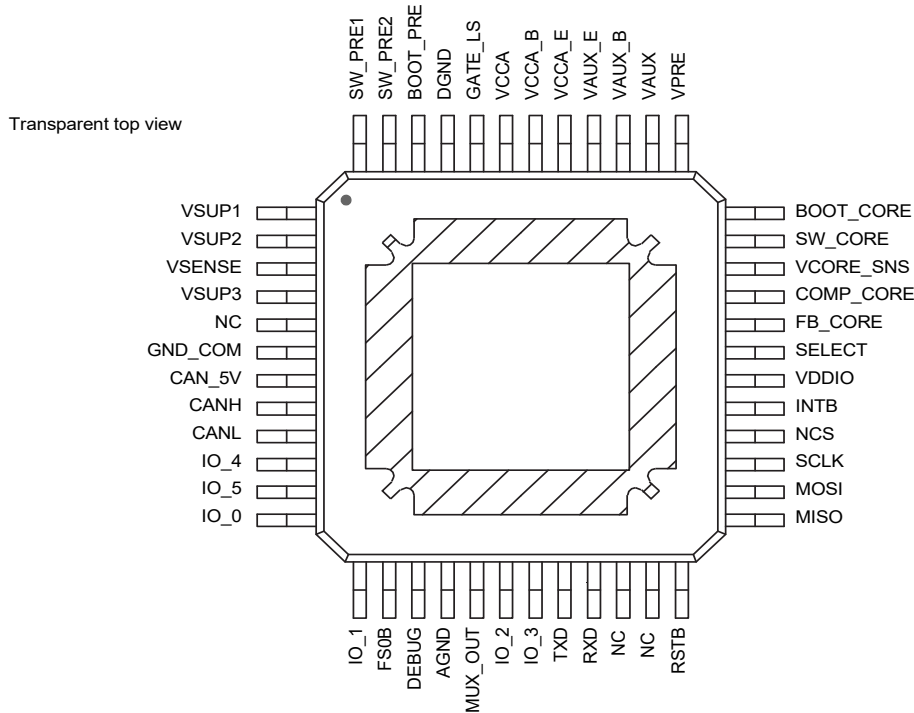 SW_PRE1
SW_PRE2
BOOT_PRE
DGND
GATE_LS
VCCA
VCCA_B
VCCA_E
VAUX_E
VAUX_B
VAUX
VPRE
Transparent top view
VSUP1
VSUP2
VSENSE
VSUP3
NC
GND_COM
CAN_5V
CANH
CANL
IO_4
IO_5
IO_0
BOOT_CORE
SW_CORE
VCORE_SNS
COMP_CORE
FB_CORE
SELECT
VDDIO
INTB
NCS
SCLK
MOSI
MISO
IO_1
FS0B
DEBUG
AGND
MUX_OUT
IO_2
IO_3
TXD
RXD
NC
NC
RSTB